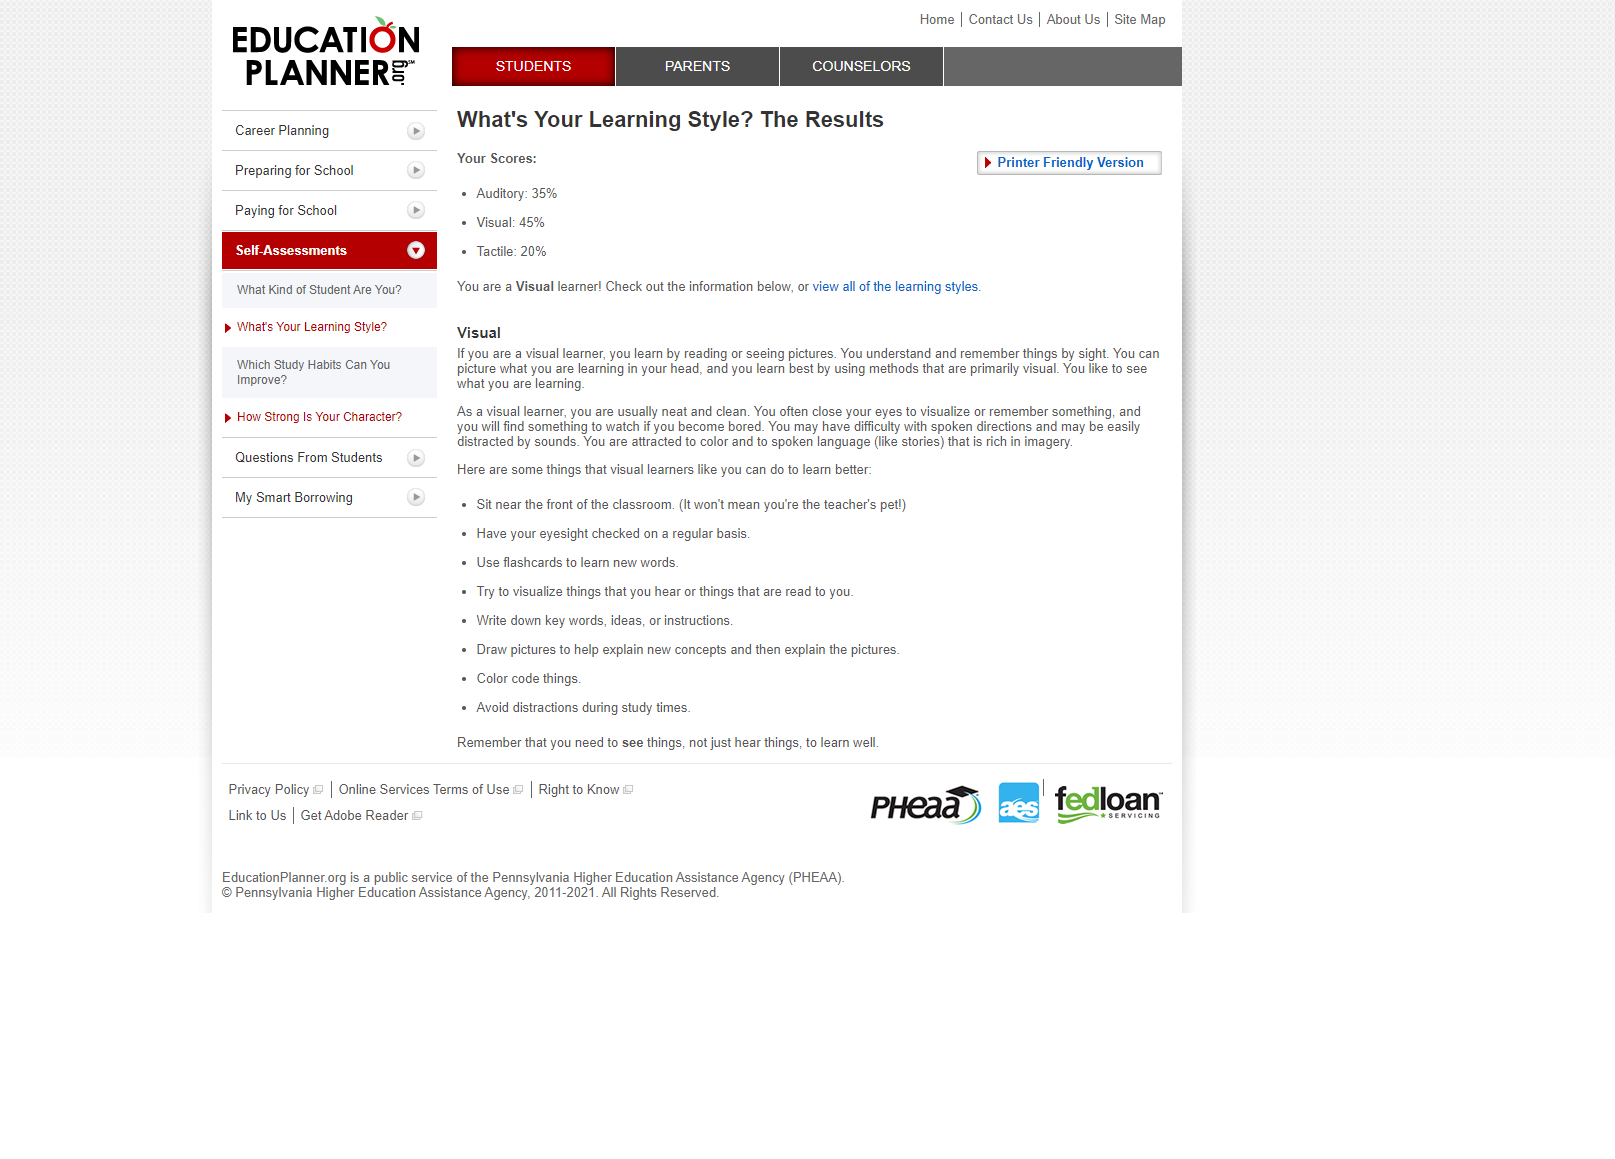 EDUCATION
PLANNER.org℠
Home
Contact Us
About Us
Site Map
STUDENTS
PARENTS
COUNSELORS
Career Planning
Preparing for School
Paying for School
Self-Assessments
What Kind of Student Are You?
What's Your Learning Style?
Which Study Habits Can You
Improve?
How Strong Is Your Character?
Questions From Students
My Smart Borrowing
What's Your Learning Style? The Results
Your Scores:
Printer Friendly Version
• Auditory: 35%
• Visual: 45%
• Tactile: 20%
You are a Visual learner! Check out the information below, or view all of the learning styles.
Visual
If you are a visual learner, you learn by reading or seeing pictures. You understand and remember things by sight. You can
picture what you are learning in your head, and you learn best by using methods that are primarily visual. You like to see
what you are learning.
As a visual learner, you are usually neat and clean. You often close your eyes to visualize or remember something, and
you will find something to watch if you become bored. You may have difficulty with spoken directions and may be easily
distracted by sounds. You are attracted to color and to spoken language (like stories) that is rich in imagery.
Here are some things that visual learners like you can do to learn better:
• Sit near the front of the classroom. (It won't mean you're the teacher's pet!)
• Have your eyesight checked on a regular basis.
• Use flashcards to learn new words.
• Try to visualize things that you hear or things that are read to you.
• Write down key words, ideas, or instructions.
• Draw pictures to help explain new concepts and then explain the pictures.
• Color code things.
• Avoid distractions during study times.
Remember that you need to see things, not just hear things, to learn well.
Privacy Policy
Online Services Terms of Use
Right to Know
Link to Us
Get Adobe Reader
PHEAA
aes
fedloan
SERVICING
EducationPlanner.org is a public service of the Pennsylvania Higher Education Assistance Agency (PHEAA).
© Pennsylvania Higher Education Assistance Agency, 2011-2021. All Rights Reserved.